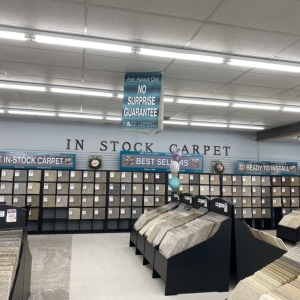 Ask About Our
NO
SURPRISE
GUARANTEE
IN STOCK CARPET
IN-STOCK CARPET
BEST SELLERS
READY TO INSTALL